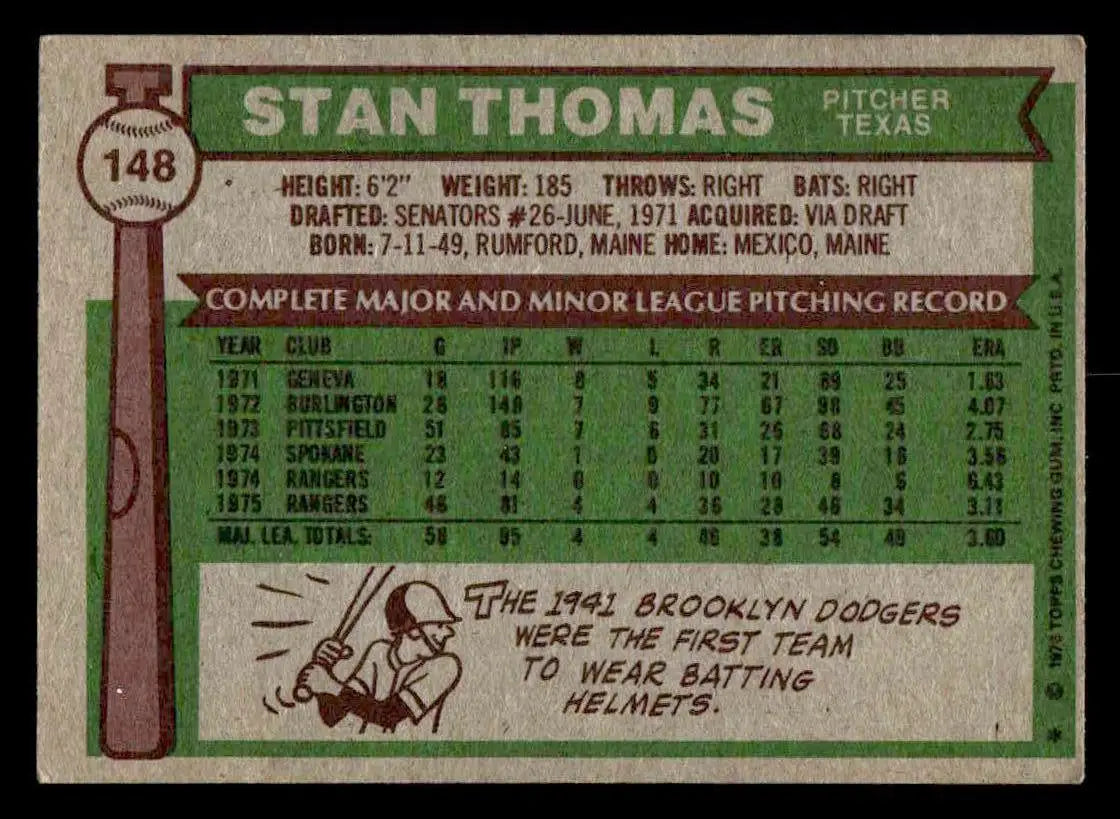 148
STAN THOMAS
PITCHER
TEXAS
HEIGHT: 6'2" WEIGHT: 185 THROWS: RIGHT BATS: RIGHT
DRAFTED: SENATORS #26-JUNE, 1971 ACQUIRED: VIA DRAFT
BORN: 7-11-49, RUMFORD, MAINE HOME: MEXICO, MAINE
COMPLETE MAJOR AND MINOR LEAGUE PITCHING RECORD
YEAR CLUB G IP W L R ER SO BB ERA
1971 GENEVA 18 116 8 5 34 21 89 25 1.63
1972 BURLINGTON 28 148 7 9 77 67 98 45 4.07
1973 PITTSFIELD 51 85 7 6 31 26 68 24 2.75
1974 SPOKANE 23 43 1 0 20 17 39 16 3.56
1974 RANGERS 12 14 0 0 10 10 8 6 6.43
1975 RANGERS 46 81 4 4 36 28 46 34 3.11
MAJ. LEA. TOTALS: 58 95 4 4 46 38 54 40 3.60
THE 1941 BROOKLYN DODGERS
WERE THE FIRST TEAM
TO WEAR BATTING
HELMETS.
* © 1976 TOPPS CHEWING GUM, INC. PRTD. IN U.S.A.